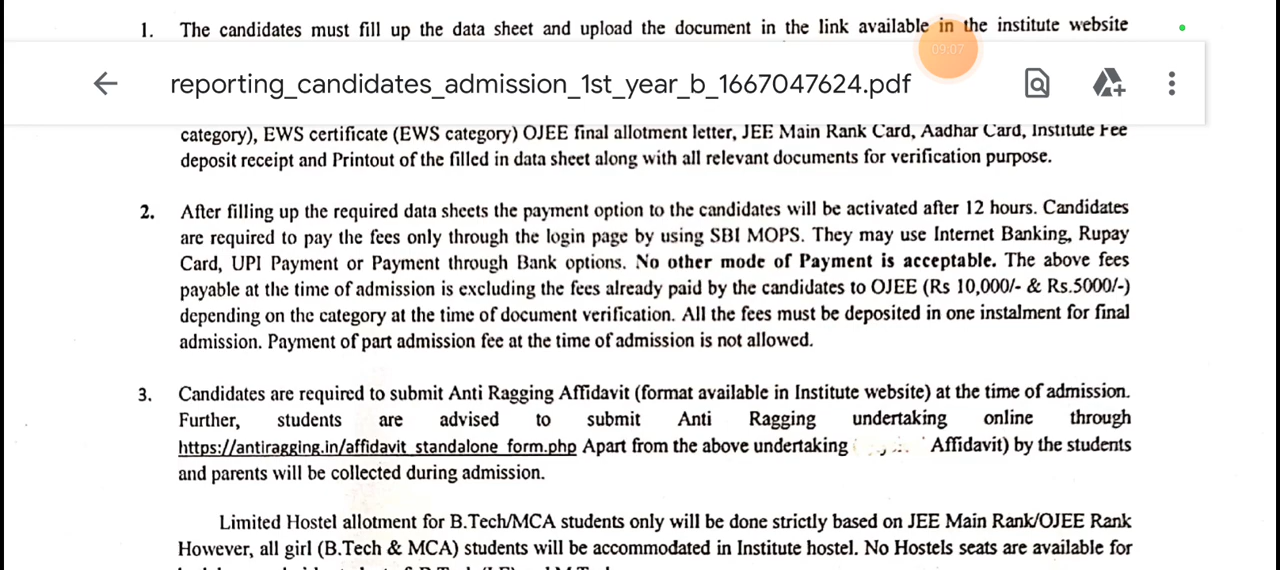 1. The candidates must fill up the data sheet and upload the document in the link available in the institute website
09:07
reporting_candidates_admission_1st_year_b_1667047624.pdf
category), EWS certificate (EWS category) OJEE final allotment letter, JEE Main Rank Card, Aadhar Card, Institute Fee
deposit receipt and Printout of the filled in data sheet along with all relevant documents for verification purpose.
2. After filling up the required data sheets the payment option to the candidates will be activated after 12 hours. Candidates
are required to pay the fees only through the login page by using SBI MOPS. They may use Internet Banking, Rupay
Card, UPI Payment or Payment through Bank options. No other mode of Payment is acceptable. The above fees
payable at the time of admission is excluding the fees already paid by the candidates to OJEE (Rs 10,000/- & Rs.5000/-)
depending on the category at the time of document verification. All the fees must be deposited in one instalment for final
admission. Payment of part admission fee at the time of admission is not allowed.
3. Candidates are required to submit Anti Ragging Affidavit (format available in Institute website) at the time of admission.
Further, students are advised to submit Anti Ragging undertaking online through
https://antiragging.in/affidavit_standalone_form.php Apart from the above undertaking Affidavit) by the students
and parents will be collected during admission.
Limited Hostel allotment for B.Tech/MCA students only will be done strictly based on JEE Main Rank/OJEE Rank
However, all girl (B.Tech & MCA) students will be accommodated in Institute hostel. No Hostels seats are available for